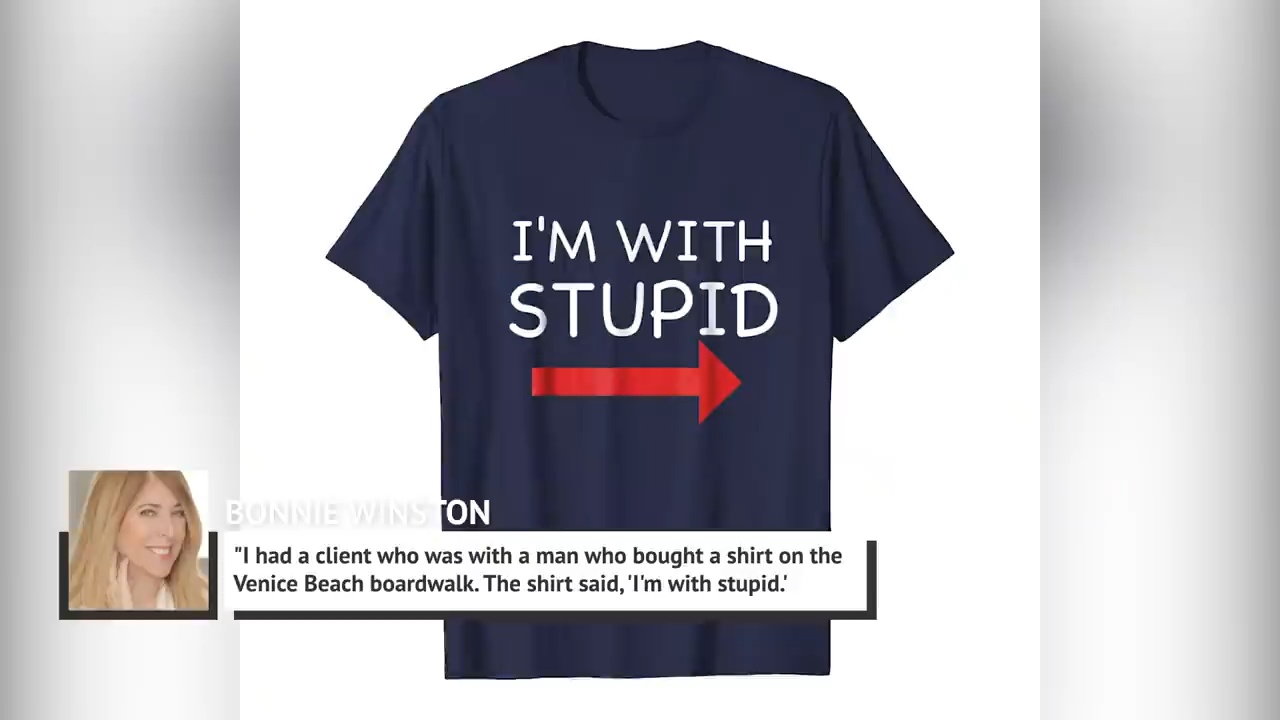 I'M WITH
STUPID
BONNIE WINSTON
"I had a client who was with a man who bought a shirt on the
Venice Beach boardwalk. The shirt said, 'I'm with stupid.'